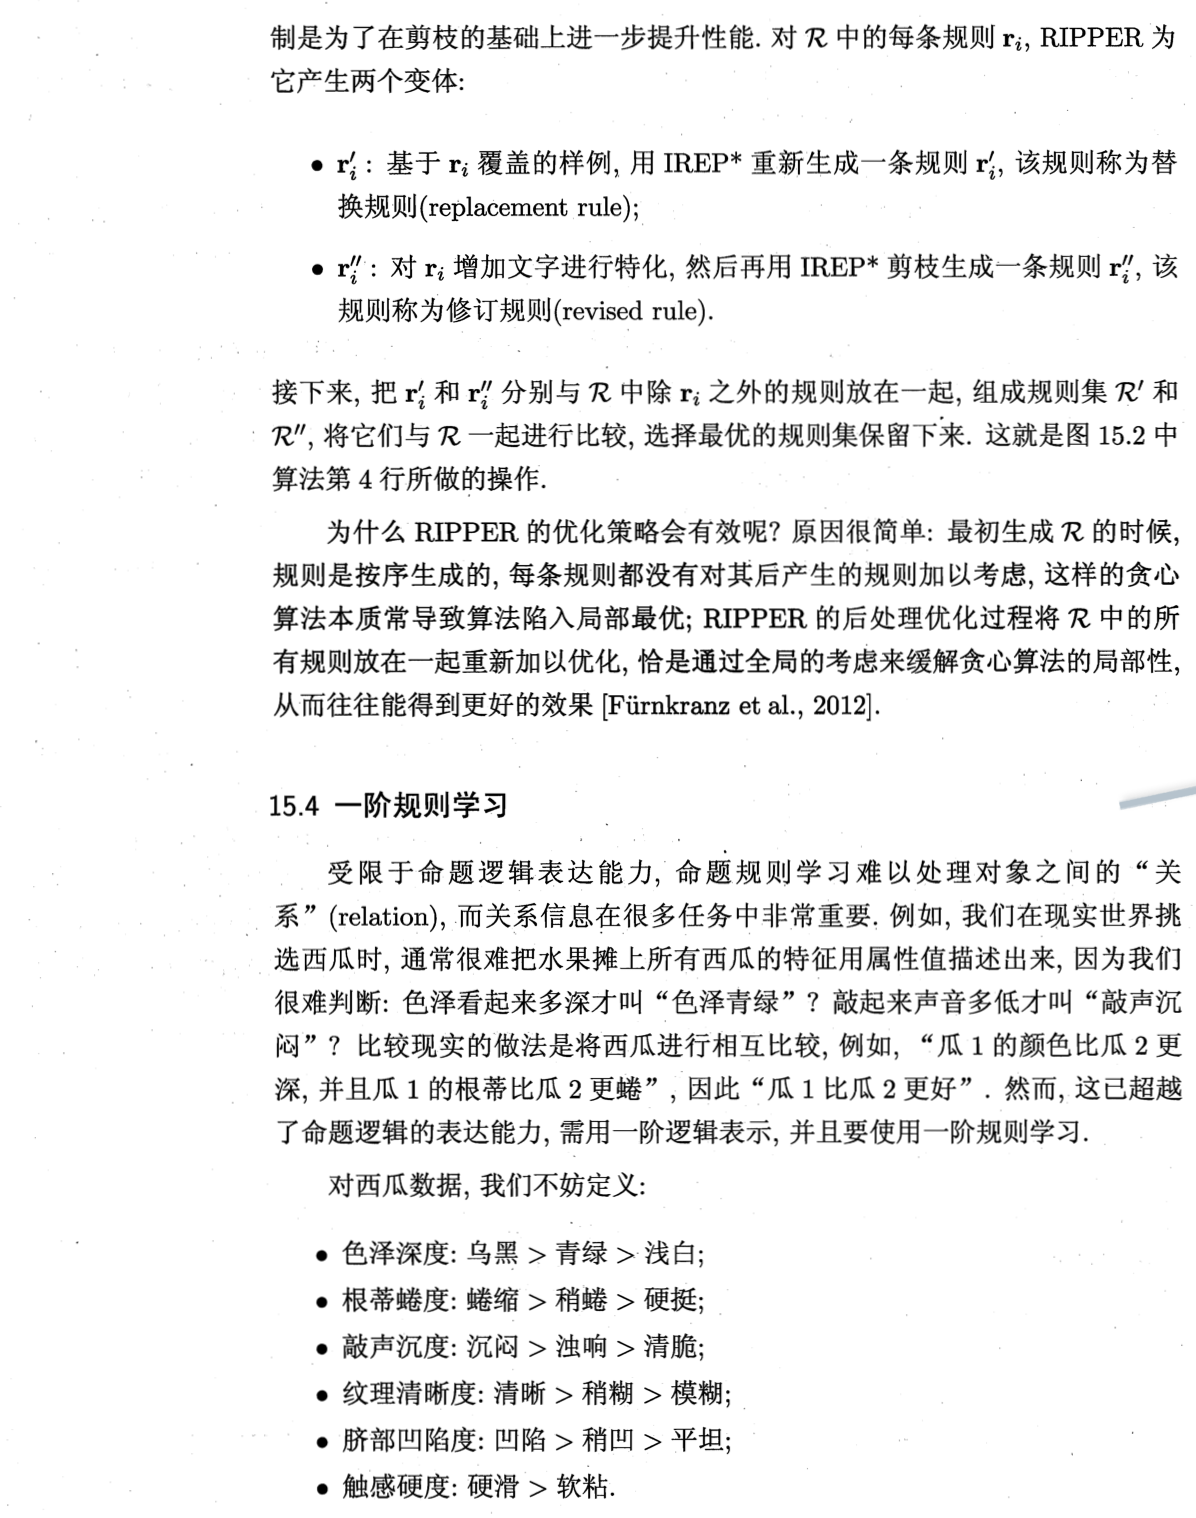 制是为了在剪枝的基础上进一步提升性能. 对 R 中的每条规则 rᵢ, RIPPER 为
它产生两个变体:
• rᵢ′ : 基于 rᵢ 覆盖的样例, 用 IREP* 重新生成一条规则 rᵢ′, 该规则称为替
换规则(replacement rule);
• rᵢ″ : 对 rᵢ 增加文字进行特化, 然后再用 IREP* 剪枝生成一条规则 rᵢ″, 该
规则称为修订规则(revised rule).
接下来, 把 rᵢ′ 和 rᵢ″ 分别与 R 中除 rᵢ 之外的规则放在一起, 组成规则集 R′ 和
R″, 将它们与 R 一起进行比较, 选择最优的规则集保留下来. 这就是图 15.2 中
算法第 4 行所做的操作.
为什么 RIPPER 的优化策略会有效呢? 原因很简单: 最初生成 R 的时候,
规则是按序生成的, 每条规则都没有对其后产生的规则加以考虑, 这样的贪心
算法本质常导致算法陷入局部最优; RIPPER 的后处理优化过程将 R 中的所
有规则放在一起重新加以优化, 恰是通过全局的考虑来缓解贪心算法的局部性,
从而往往能得到更好的效果 [Fürnkranz et al., 2012].
15.4 一阶规则学习
受限于命题逻辑表达能力, 命题规则学习难以处理对象之间的“关
系”(relation), 而关系信息在很多任务中非常重要. 例如, 我们在现实世界挑
选西瓜时, 通常很难把水果摊上所有西瓜的特征用属性值描述出来, 因为我们
很难判断: 色泽看起来多深才叫“色泽青绿”? 敲起来声音多低才叫“敲声沉
闷”? 比较现实的做法是将西瓜进行相互比较, 例如, “瓜 1 的颜色比瓜 2 更
深, 并且瓜 1 的根蒂比瓜 2 更蜷”, 因此“瓜 1 比瓜 2 更好”. 然而, 这已超越
了命题逻辑的表达能力, 需用一阶逻辑表示, 并且要使用一阶规则学习.
对西瓜数据, 我们不妨定义:
• 色泽深度: 乌黑 > 青绿 > 浅白;
• 根蒂蜷度: 蜷缩 > 稍蜷 > 硬挺;
• 敲声沉度: 沉闷 > 浊响 > 清脆;
• 纹理清晰度: 清晰 > 稍糊 > 模糊;
• 脐部凹陷度: 凹陷 > 稍凹 > 平坦;
• 触感硬度: 硬滑 > 软粘.